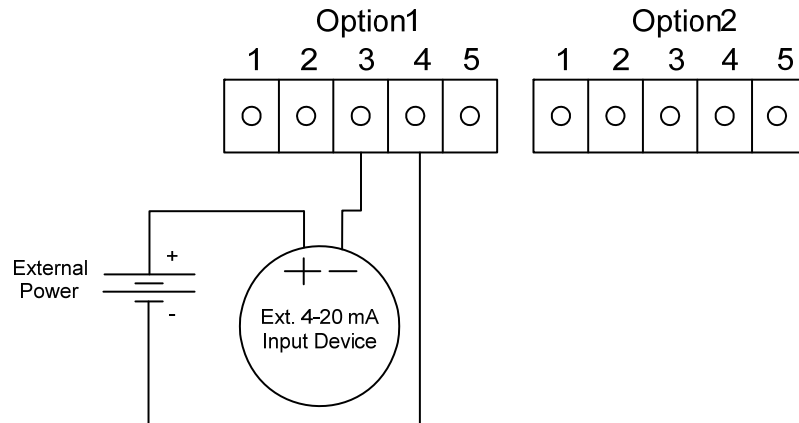 Option1 Option2
1 2 3 4 5 1 2 3 4 5
External
Power
+
-
+ −
Ext. 4-20 mA
Input Device